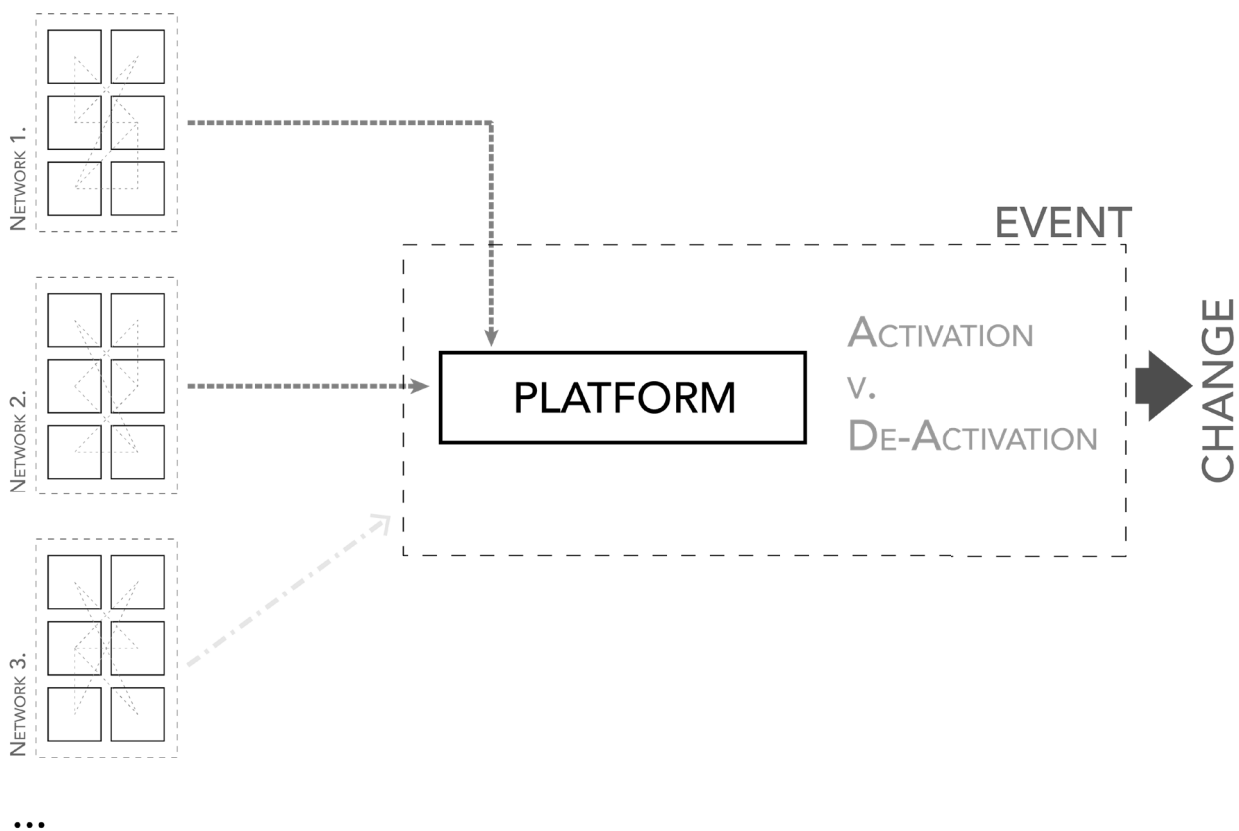 NETWORK 1.
EVENT
ACTIVATION
V.
DE-ACTIVATION
PLATFORM
CHANGE
NETWORK 2.
NETWORK 3.
...